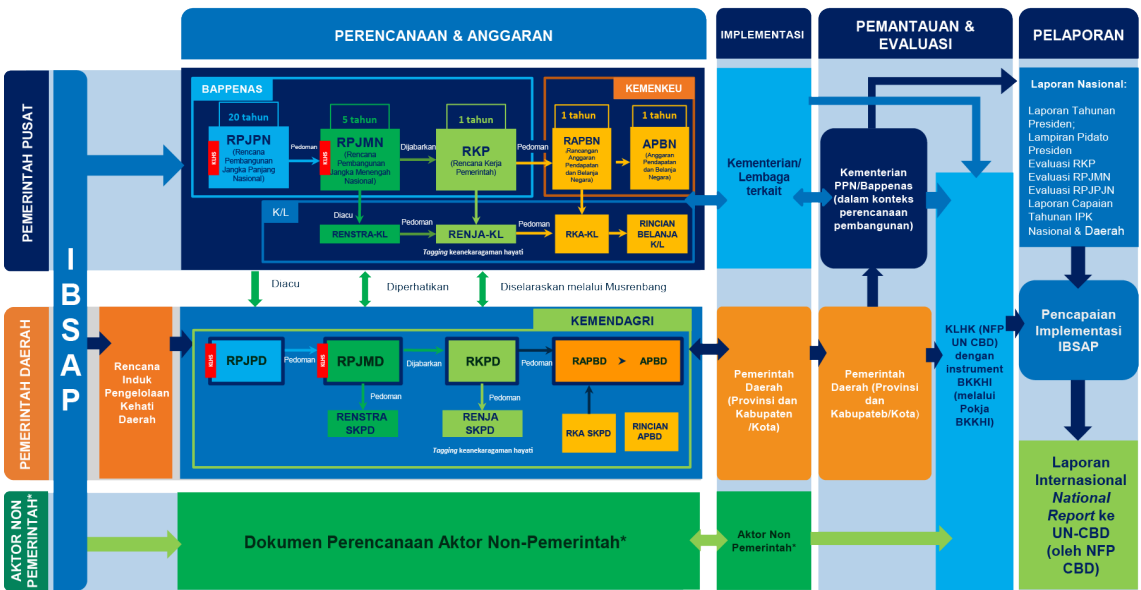 PERENCANAAN & ANGGARAN
IMPLEMENTASI
PEMANTAUAN &
EVALUASI
PELAPORAN
PEMERINTAH PUSAT
PEMERINTAH DAERAH
AKTOR NON
PEMERINTAH*
IBSAP
BAPPENAS
20 tahun
RPJPN
(Rencana
Pembangunan
Jangka Panjang
Nasional)
KLHS
Pedoman
5 tahun
RPJMN
(Rencana
Pembangunan
Jangka Menengah
Nasional)
KLHS
Dijabarkan
1 tahun
RKP
(Rencana Kerja
Pemerintah)
Pedoman
KEMENKEU
1 tahun
RAPBN
(Rancangan
Anggaran
Pendapatan
dan Belanja
Negara)
1 tahun
APBN
(Anggaran
Pendapatan
dan Belanja
Negara)
K/L
Diacu
RENSTRA-KL
Pedoman
RENJA-KL
Pedoman
RKA-KL
RINCIAN
BELANJA
K/L
Tagging keanekaragaman hayati
Diacu
Diperhatikan
Diselaraskan melalui Musrenbang
Rencana
Induk
Pengelolaan
Kehati
Daerah
KEMENDAGRI
KLHS
RPJPD
Pedoman
KLHS
RPJMD
Dijabarkan
RKPD
Pedoman
RAPBD > APBD
Pedoman
RENSTRA
SKPD
Pedoman
RENJA
SKPD
Tagging keanekaragaman hayati
RKA SKPD
RINCIAN
APBD
Dokumen Perencanaan Aktor Non-Pemerintah*
Kementerian/
Lembaga
terkait
Pemerintah
Daerah
(Provinsi dan
Kabupaten
/Kota)
Aktor Non
Pemerintah*
Kementerian
PPN/Bappenas
(dalam konteks
perencanaan
pembangunan)
Pemerintah
Daerah (Provinsi
dan
Kabupateb/Kota)
KLHK (NFP
UN CBD)
dengan
instrument
BKKHI
(melalui
Pokja
BKKHI)
Laporan Nasional:
Laporan Tahunan
Presiden;
Lampiran Pidato
Presiden
Evaluasi RKP
Evaluasi RPJMN
Evaluasi RPJPJN
Laporan Capaian
Tahunan IPK
Nasional & Daerah
Pencapaian
Implementasi
IBSAP
Laporan
Internasional
National
Report ke
UN-CBD
(oleh NFP
CBD)